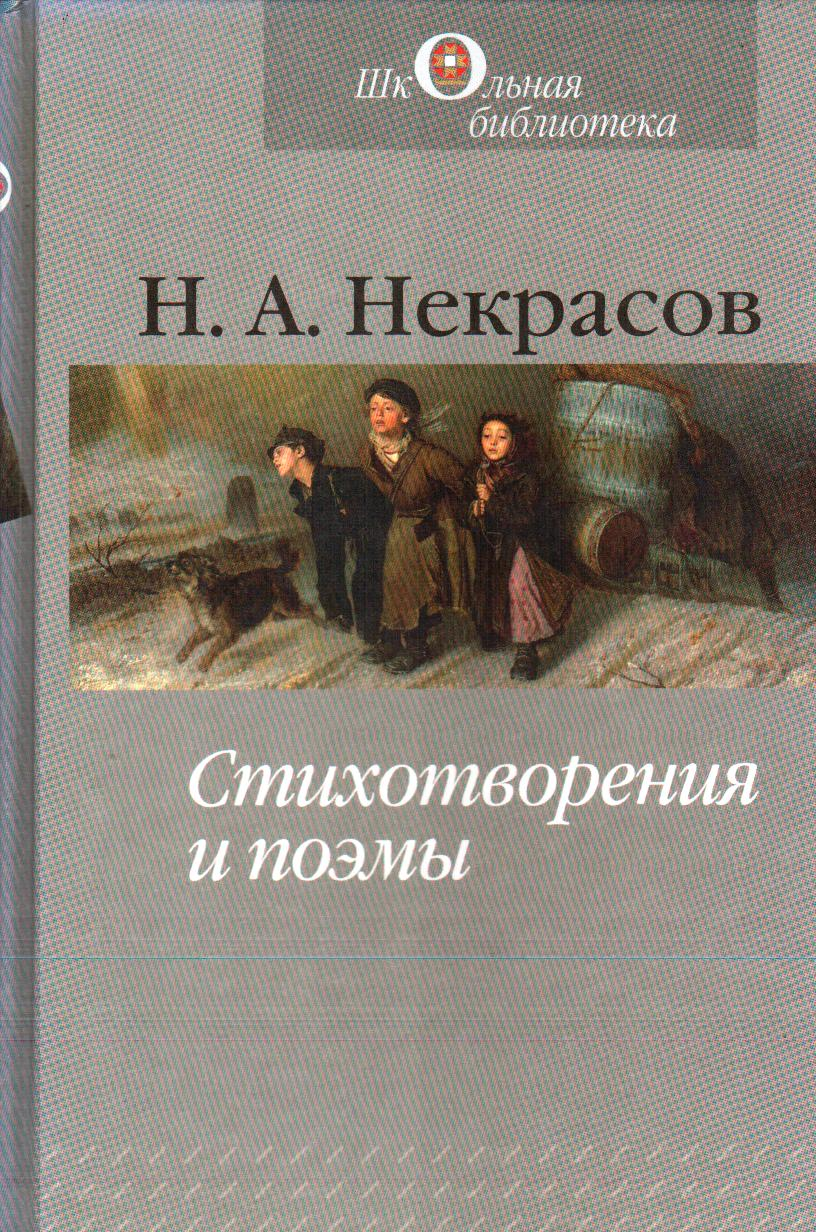 Школьная
библиотека
Н. А. Некрасов
Стихотворения
и поэмы